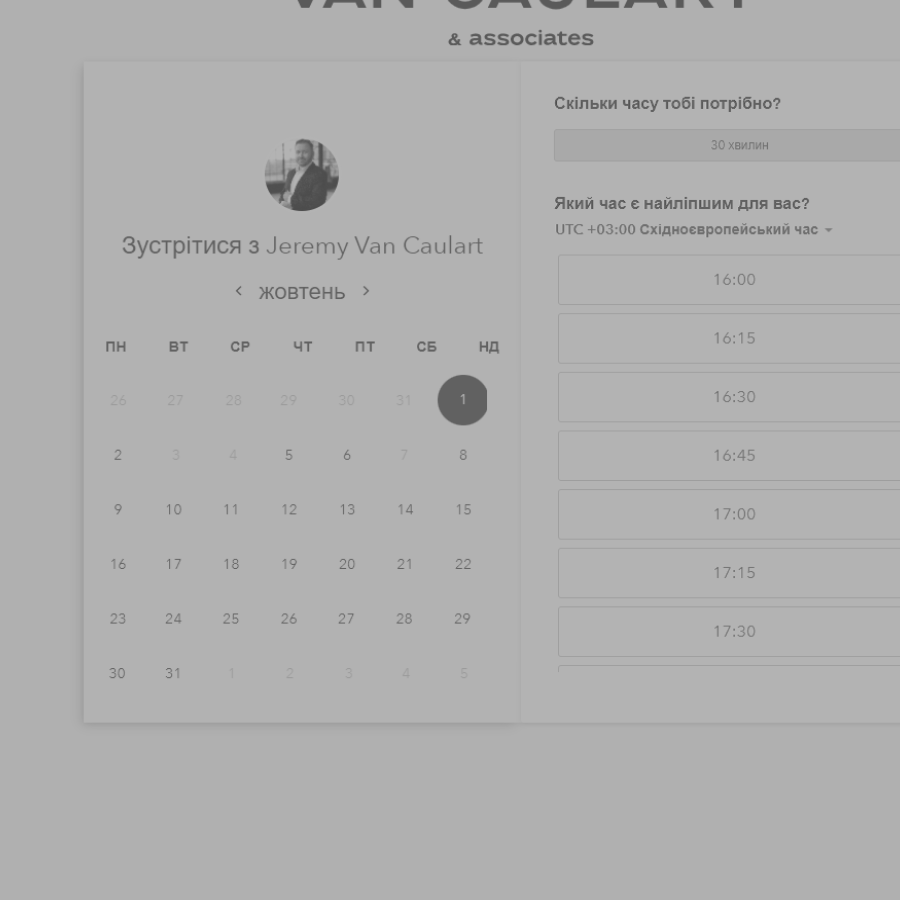 VAN CAULART
& associates
Зустрітися з Jeremy Van Caulart
жовтень
ПН ВТ СР ЧТ ПТ СБ НД
26 27 28 29 30 31 1
2 3 4 5 6 7 8
9 10 11 12 13 14 15
16 17 18 19 20 21 22
23 24 25 26 27 28 29
30 31 1 2 3 4 5
Скільки часу тобі потрібно?
30 хвилин
Який час є найліпшим для вас?
UTC +03:00 Східноєвропейський час
16:00
16:15
16:30
16:45
17:00
17:15
17:30